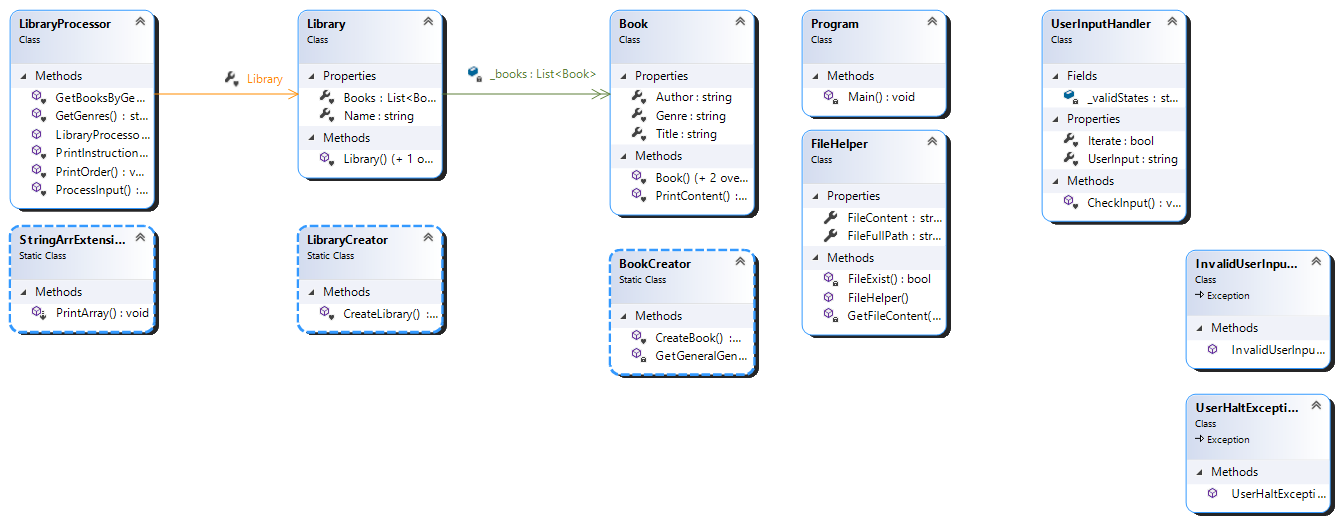 LibraryProcessor
Class
Methods
GetBooksByGe...
GetGenres() : st...
LibraryProcesso...
PrintInstruction...
PrintOrder() : v...
ProcessInput() :...
StringArrExtensi...
Static Class
Methods
PrintArray() : void
Library
Library
Class
Properties
Books : List<Bo...
Name : string
Methods
Library() (+ 1 o...
LibraryCreator
Static Class
Methods
CreateLibrary() :...
_books : List<Book>
Book
Class
Properties
Author : string
Genre : string
Title : string
Methods
Book() (+ 2 ove...
PrintContent() :...
BookCreator
Static Class
Methods
CreateBook() :...
GetGeneralGen...
Program
Class
Methods
Main() : void
FileHelper
Class
Properties
FileContent : str...
FileFullPath : str...
Methods
FileExist() : bool
FileHelper()
GetFileContent(...
UserInputHandler
Class
Fields
_validStates : st...
Properties
Iterate : bool
UserInput : string
Methods
CheckInput() : v...
InvalidUserInpu...
Class
Exception
Methods
InvalidUserInpu...
UserHaltExcepti...
Class
Exception
Methods
UserHaltExcepti...